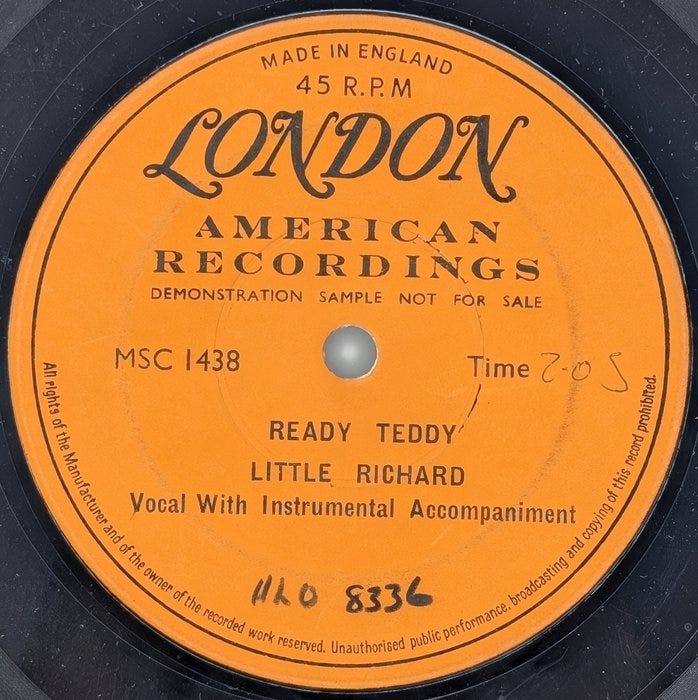 MADE IN ENGLAND
45 R.P.M
LONDON
AMERICAN
RECORDINGS
DEMONSTRATION SAMPLE NOT FOR SALE
MSC 1438
Time 2-05
READY TEDDY
LITTLE RICHARD
Vocal With Instrumental Accompaniment
HLO 8336
All rights of the Manufacturer and of the owner of the recorded work reserved. Unauthorised public performance, broadcasting and copying of this record prohibited.